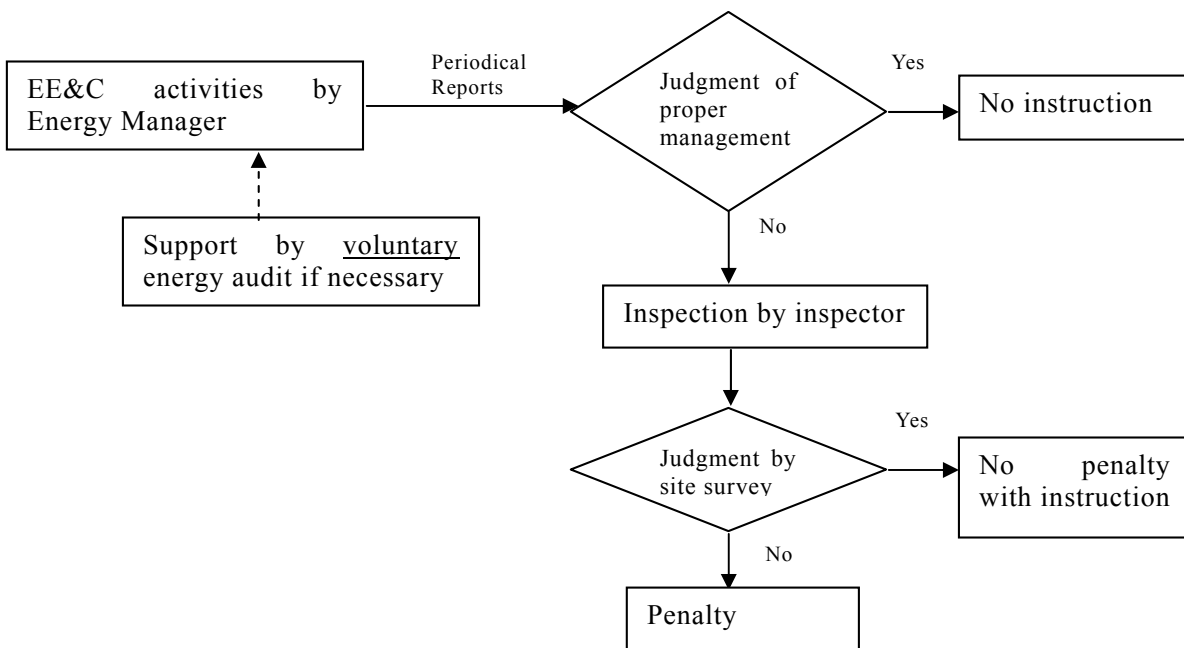 EE&C activities by
Energy Manager
Periodical
Reports
Judgment of
proper
management
Yes
No instruction
Support by voluntary
energy audit if necessary
No
Inspection by inspector
Judgment by
site survey
Yes
No penalty
with instruction
No
Penalty